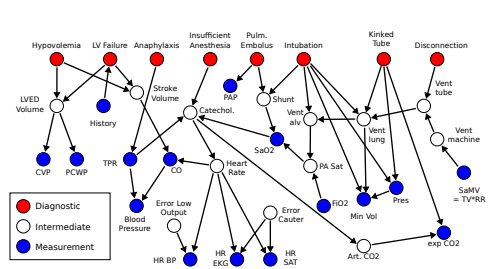 Hypovolemia
LV Failure
Anaphylaxis
Insufficient
Anesthesia
Pulm.
Embolus
Intubation
Kinked
Tube
Disconnection
LVED
Volume
Stroke
Volume
History
Catechol.
PAP
Shunt
Vent
alv
Vent
lung
Vent
tube
Vent
machine
CVP
PCWP
TPR
CO
Heart
Rate
SaO2
PA Sat
SaMV
= TV*RR
Diagnostic
Intermediate
Measurement
Blood
Pressure
Error Low
Output
Error
Cauter
FiO2
Min Vol
Pres
exp CO2
HR BP
HR
EKG
HR
SAT
Art. CO2